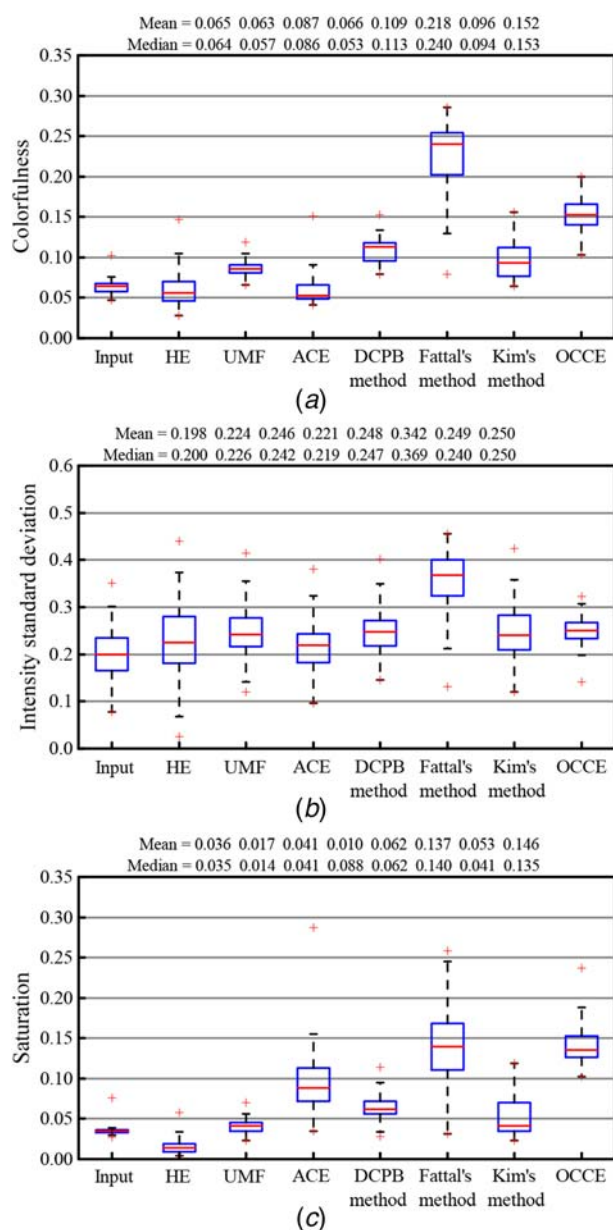 Mean = 0.065 0.063 0.087 0.066 0.109 0.218 0.096 0.152
Median = 0.064 0.057 0.086 0.053 0.113 0.240 0.094 0.153
0.35
0.30
0.25
0.20
0.15
0.10
0.05
0.00
Colorfulness
Input HE UMF ACE DCPB method Fattal's method Kim's method OCCE
(a)
Mean = 0.198 0.224 0.246 0.221 0.248 0.342 0.249 0.250
Median = 0.200 0.226 0.242 0.219 0.247 0.369 0.240 0.250
0.6
0.5
0.4
0.3
0.2
0.1
0.0
Intensity standard deviation
Input HE UMF ACE DCPB method Fattal's method Kim's method OCCE
(b)
Mean = 0.036 0.017 0.041 0.010 0.062 0.137 0.053 0.146
Median = 0.035 0.014 0.041 0.088 0.062 0.140 0.041 0.135
0.35
0.30
0.25
0.20
0.15
0.10
0.05
0.00
Saturation
Input HE UMF ACE DCPB method Fattal's method Kim's method OCCE
(c)